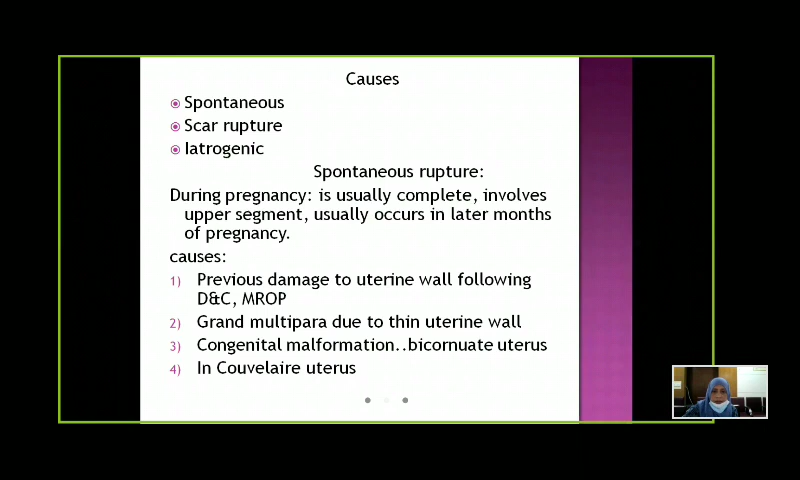 Causes
Spontaneous
Scar rupture
Iatrogenic
Spontaneous rupture:
During pregnancy: is usually complete, involves
upper segment, usually occurs in later months
of pregnancy.
causes:
1) Previous damage to uterine wall following
D&C, MROP
2) Grand multipara due to thin uterine wall
3) Congenital malformation..bicornuate uterus
4) In Couvelaire uterus